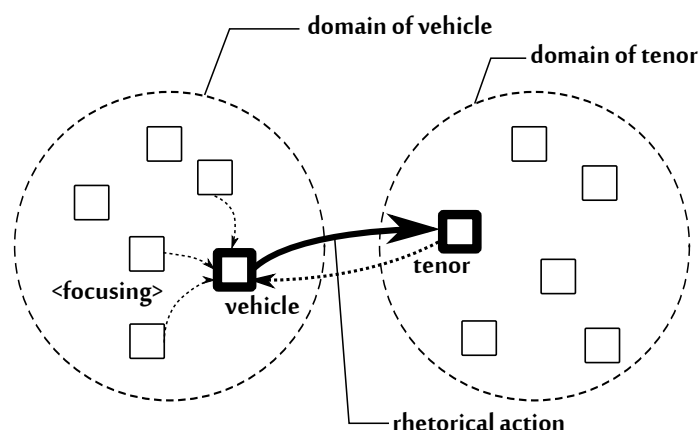 domain of vehicle
domain of tenor
tenor
<focusing>
vehicle
rhetorical action